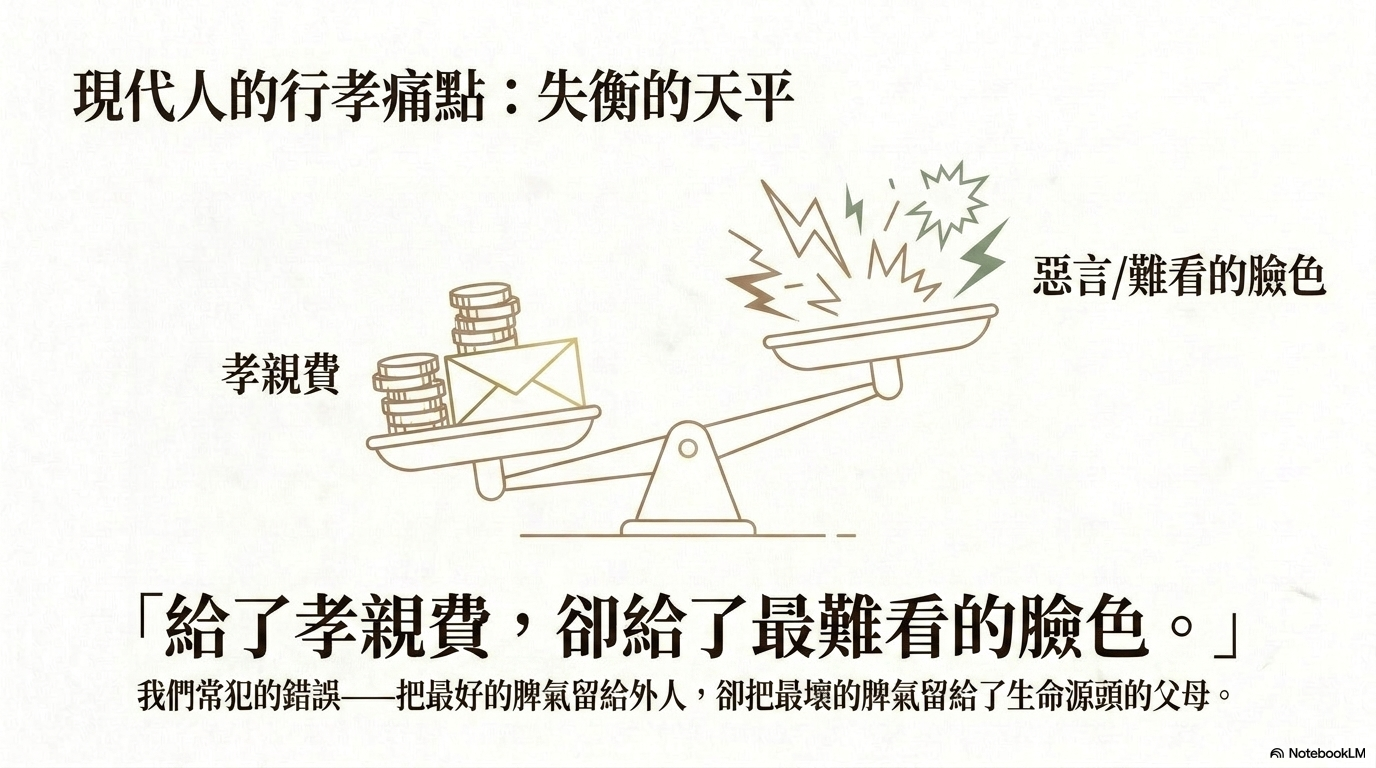 現代人的行孝痛點：失衡的天平
惡言/難看的臉色
孝親費
「給了孝親費，卻給了最難看的臉色。」
我們常犯的錯誤——把最好的脾氣留給外人，卻把最壞的脾氣留給了生命源頭的父母。
NotebookLM